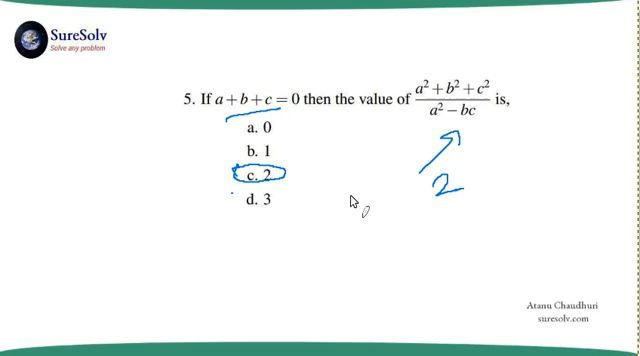 SureSolv
Solve any problem
5. If a + b + c = 0 then the value of (a² + b² + c²)/(a² − bc) is,
a. 0
b. 1
c. 2
d. 3
2
Atanu Chaudhuri
suresolv.com